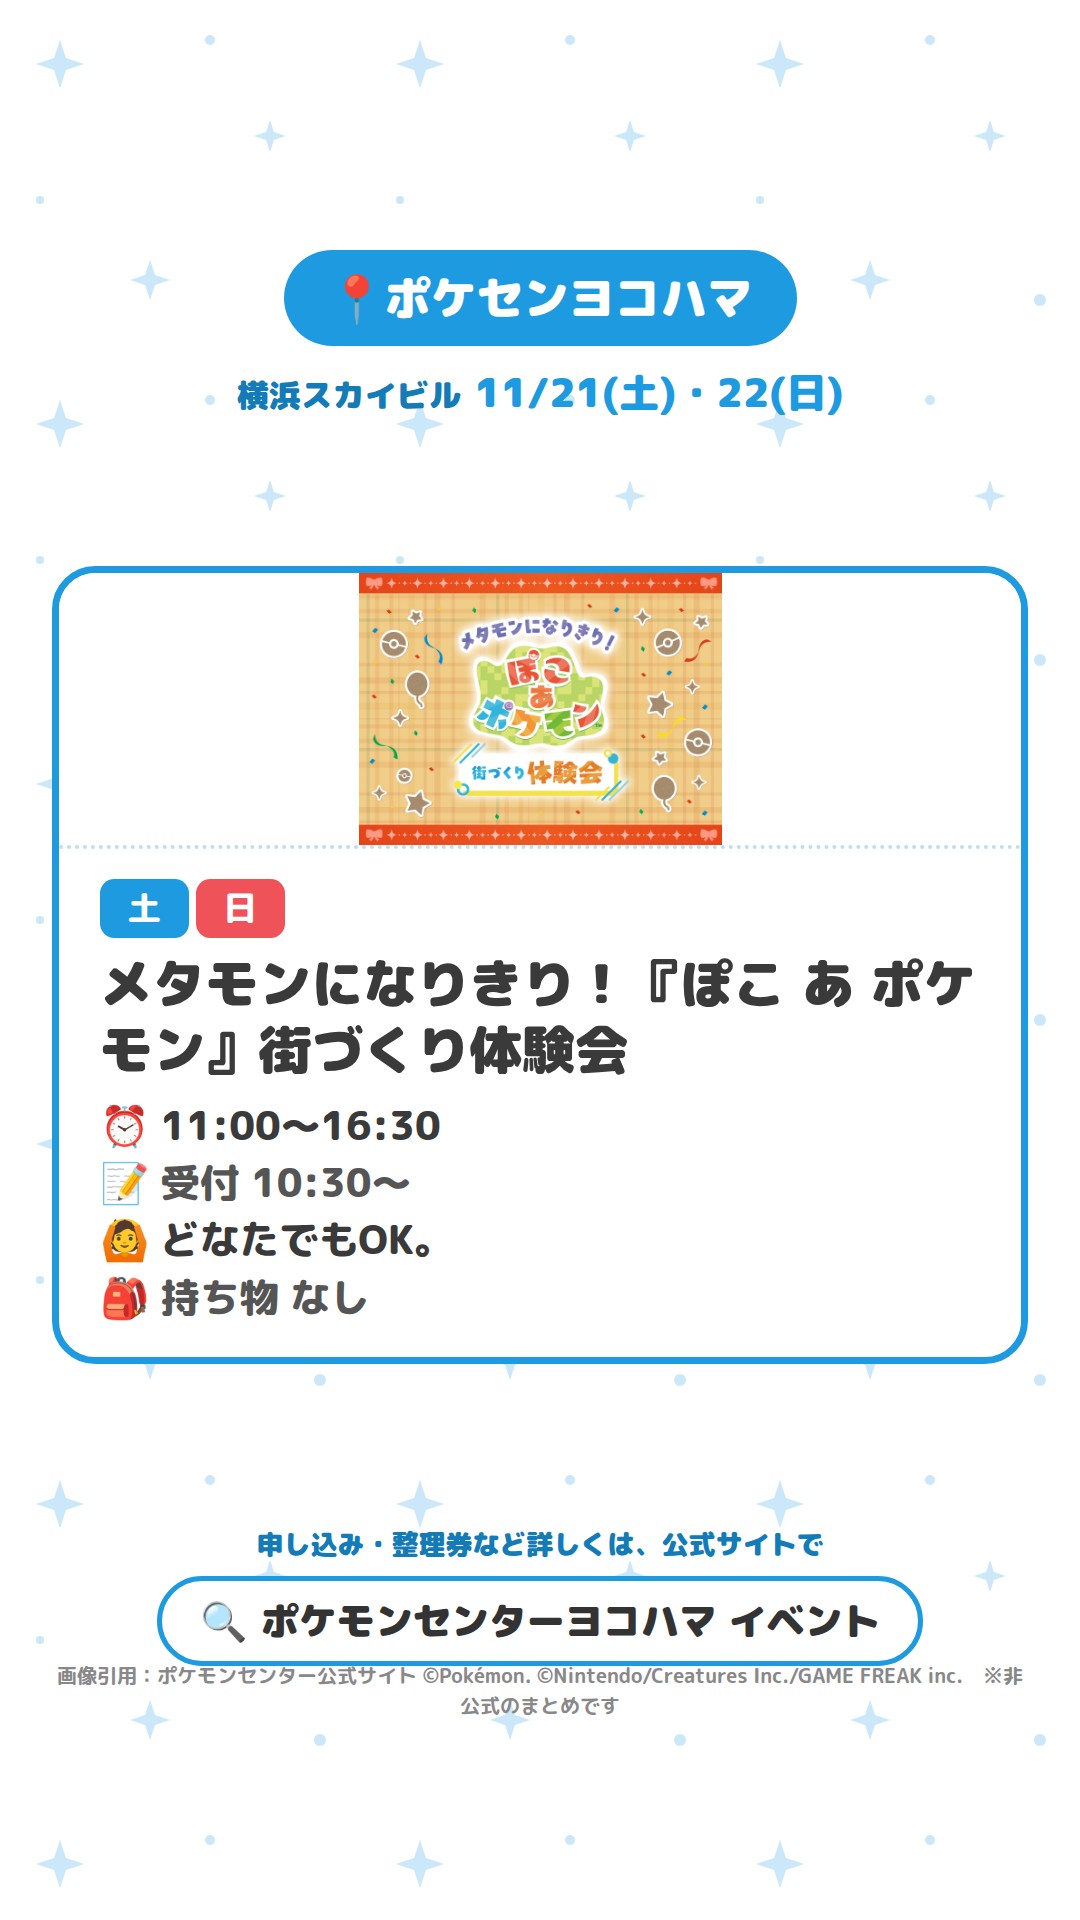 📍ポケセンヨコハマ
横浜スカイビル 11/21(土)・22(日)
メタモンになりきり!
ぽこ
あ
ポケモン
街づくり 体験会
土 日
メタモンになりきり！『ぽこ あ ポケ
モン』街づくり体験会
⏰ 11:00〜16:30
📝 受付 10:30〜
🙆 どなたでもOK。
🎒 持ち物 なし
申し込み・整理券など詳しくは、公式サイトで
🔍 ポケモンセンターヨコハマ イベント
画像引用：ポケモンセンター公式サイト ©Pokémon. ©Nintendo/Creatures Inc./GAME FREAK inc.　※非
公式のまとめです